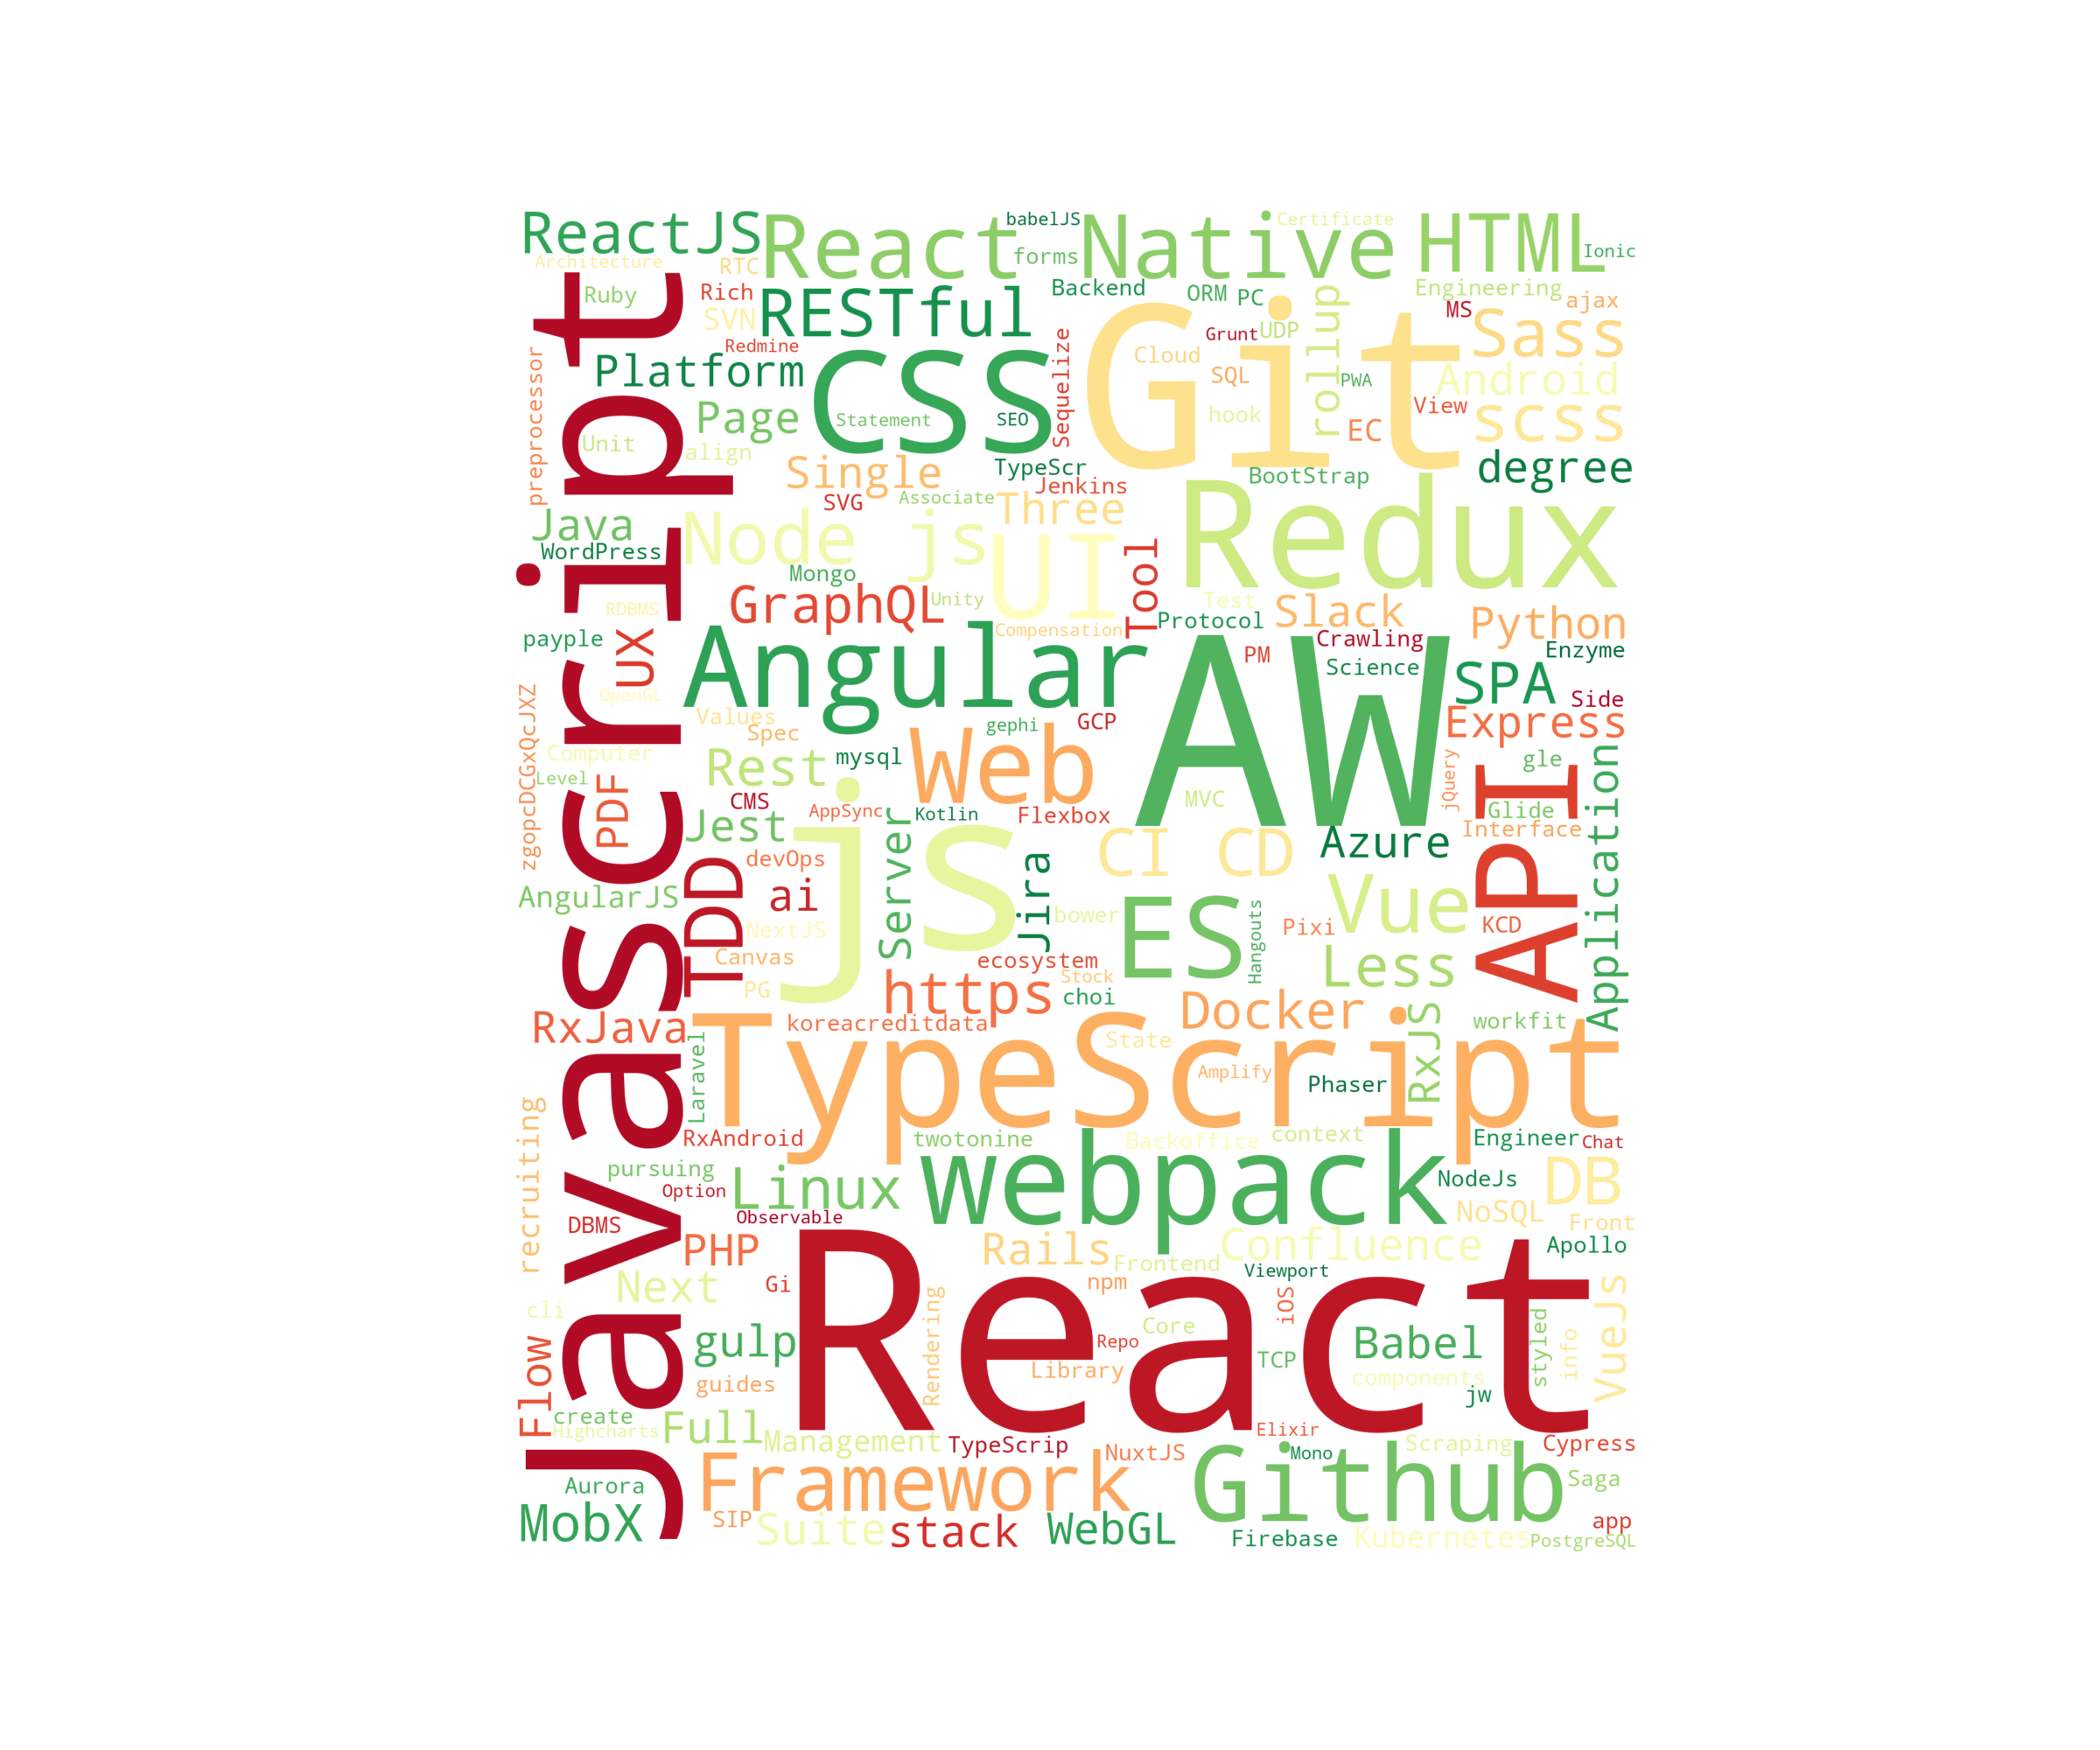 ReactJS
React Native
HTML
babelJS
Certificate
forms
Ionic
Architecture
RTC
Ruby
Rich
SVN
RESTful
Backend
ORM
PC
Engineering
ajax
MS
Sass
Redmine
Grunt
UDP
rollup
Platform
CSS
Git
Cloud
SQL
PWA
Android
preprocessor
Sequelize
Page
Statement
SEO
hook
View
EC
scss
Unit
align
Single
TypeScr
Jenkins
BootStrap
degree
SVG
Associate
Three
Java
Node js
Redux
WordPress
UI
Tool
Mongo
RDBMS
GraphQL
Unity
Test
Slack
Python
payple
UX
Compensation
Protocol
Crawling
Enzyme
Angular
AW
PM
Science
SPA
Side
OpenGL
zgopcDCGxQcJXZ
Values
gephi
GCP
Express
Spec
Computer
Web
mysql
Rest
jQuery
gle
Application
Level
PDF
CMS
AppSync
Kotlin
Flexbox
MVC
API
Glide
Interface
Jest
js
Server
CI CD
Azure
devOps
Jira
AngularJS
TDD
ai
bower
ES
Hangouts
Vue
Pixi
KCD
NextJS
Canvas
ecosystem
Less
PG
https
Stock
choi
Docker
RxJava
koreacreditdata
RxJS
workfit
Laravel
TypeScript
State
Amplify
Phaser
Javascript
recruiting
RxAndroid
twotonine
Backoffice
context
Engineer
Chat
pursuing
Linux
webpack
NodeJs
DB
Option
DBMS
Observable
NoSQL
Front
PHP
Rails
Confluence
Apollo
Frontend
Viewport
Next
Gi
npm
React
iOS
VueJs
cli
Rendering
Core
Flow
gulp
Repo
Babel
styled
info
Library
TCP
guides
components
jw
create
Highcharts
Full
Management
TypeScrip
Elixir
NuxtJS
Mono
Scraping
Cypress
Framework
Github
Saga
Aurora
MobX
SIP
Suite
stack
WebGL
Firebase
Kubernetes
app
PostgreSQL